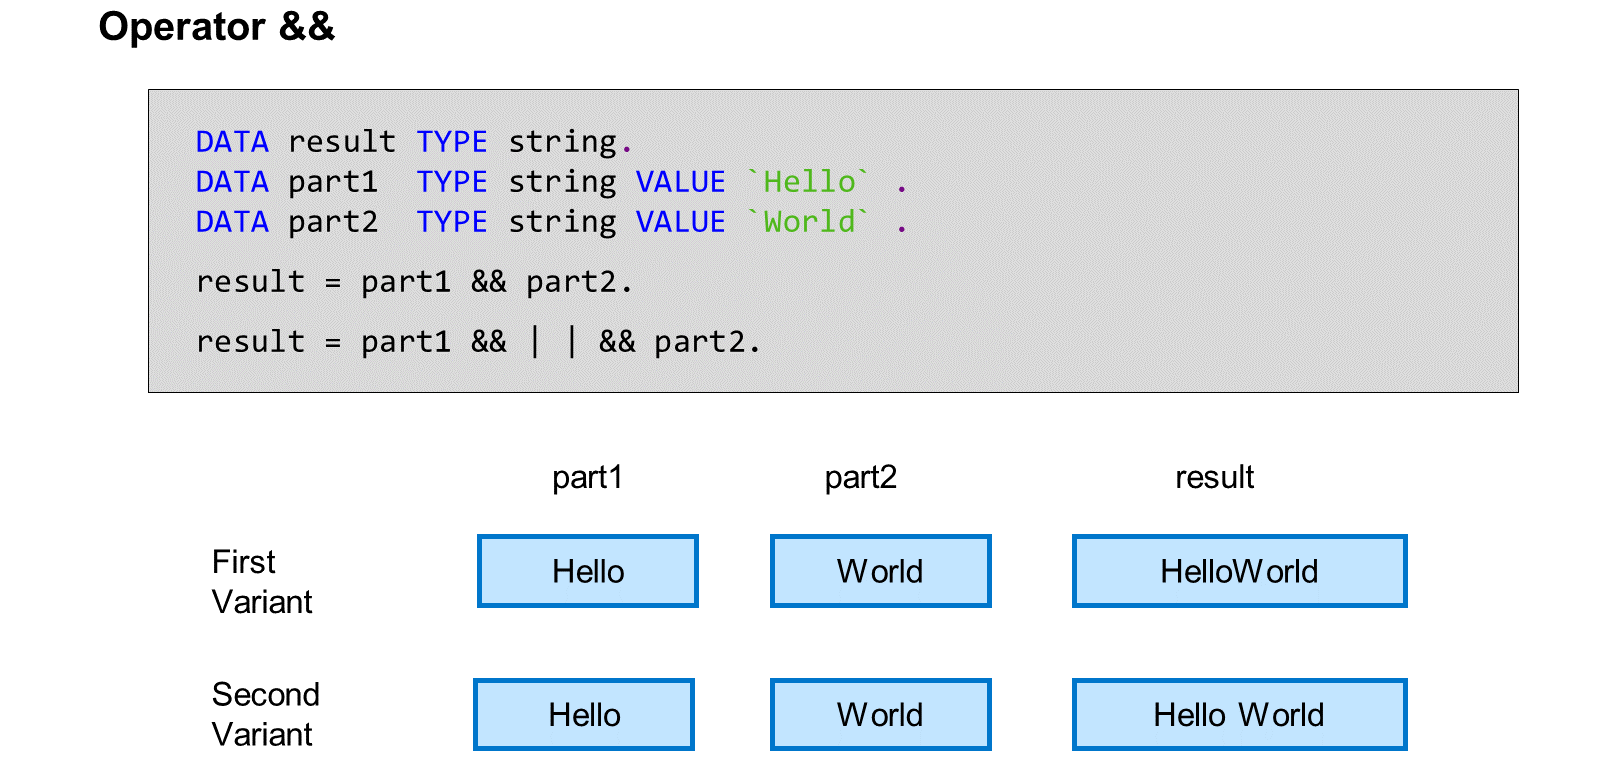 Operator &&
DATA result TYPE string.
DATA part1  TYPE string VALUE `Hello` .
DATA part2  TYPE string VALUE `World` .
result = part1 && part2.
result = part1 && | | && part2.
part1 part2 result
First
Variant
Hello World HelloWorld
Second
Variant
Hello World Hello World